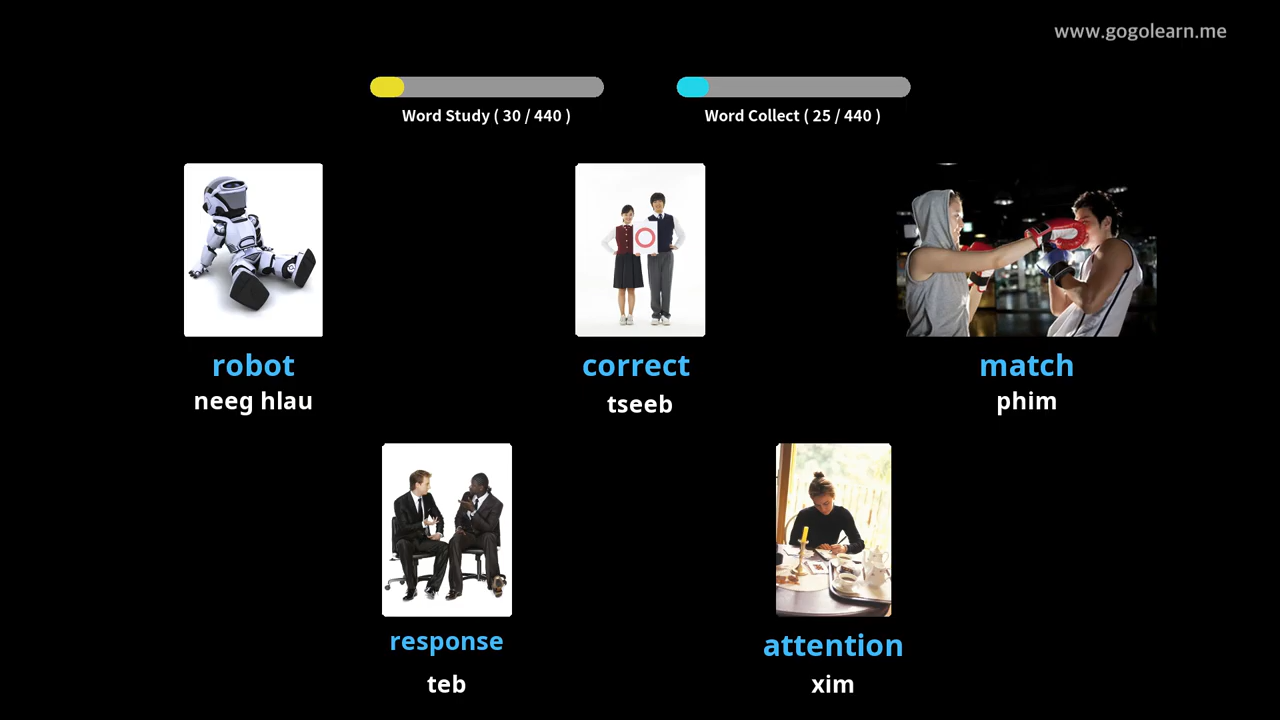 www.gogolearn.me
Word Study ( 30 / 440 )
Word Collect ( 25 / 440 )
robot
neeg hlau
correct
tseeb
match
phim
response
teb
attention
xim